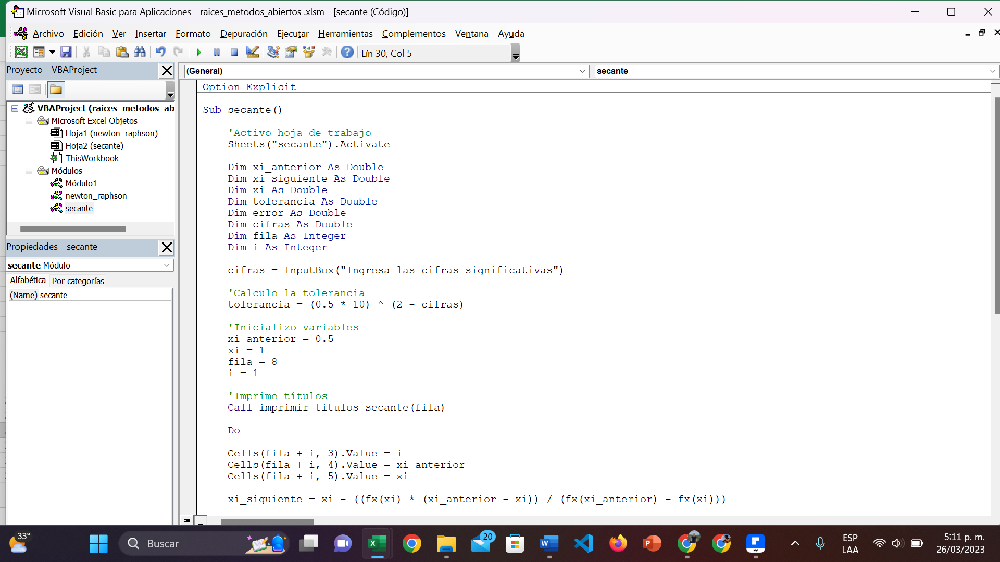 Microsoft Visual Basic para Aplicaciones - raices_metodos_abiertos .xlsm - [secante (Código)]
Archivo Edición Ver Insertar Formato Depuración Ejecutar Herramientas Complementos Ventana Ayuda
Lín 30, Col 5
Proyecto - VBAProject
VBAProject (raices_metodos_ab
Microsoft Excel Objetos
Hoja1 (newton_raphson)
Hoja2 (secante)
ThisWorkbook
Módulos
Módulo1
newton_raphson
secante
Propiedades - secante
secante Módulo
Alfabética Por categorías
(Name) secante
(General) secante
Option Explicit
Sub secante()
'Activo hoja de trabajo
Sheets("secante").Activate
Dim xi_anterior As Double
Dim xi_siguiente As Double
Dim xi As Double
Dim tolerancia As Double
Dim error As Double
Dim cifras As Double
Dim fila As Integer
Dim i As Integer
cifras = InputBox("Ingresa las cifras significativas")
'Calculo la tolerancia
tolerancia = (0.5 * 10) ^ (2 - cifras)
'Inicializo variables
xi_anterior = 0.5
xi = 1
fila = 8
i = 1
'Imprimo títulos
Call imprimir_titulos_secante(fila)
Do
Cells(fila + i, 3).Value = i
Cells(fila + i, 4).Value = xi_anterior
Cells(fila + i, 5).Value = xi
xi_siguiente = xi - ((fx(xi) * (xi_anterior - xi)) / (fx(xi_anterior) - fx(xi)))
33°
Buscar
20
ESP
LAA
5:11 p. m.
26/03/2023